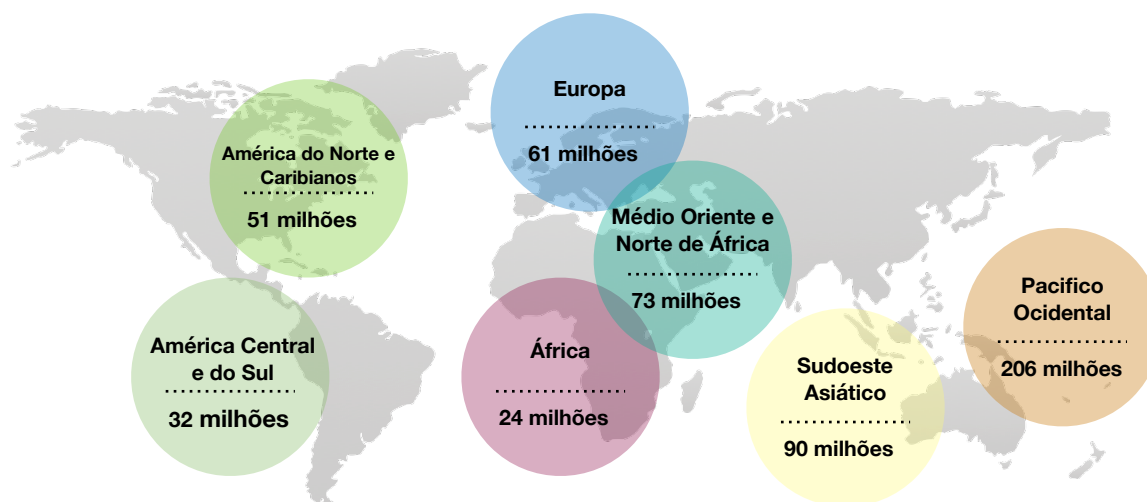 Europa
61 milhões
América do Norte e
Caribianos
51 milhões
Médio Oriente e
Norte de África
73 milhões
Pacifico
Ocidental
206 milhões
América Central
e do Sul
32 milhões
África
24 milhões
Sudoeste
Asiático
90 milhões